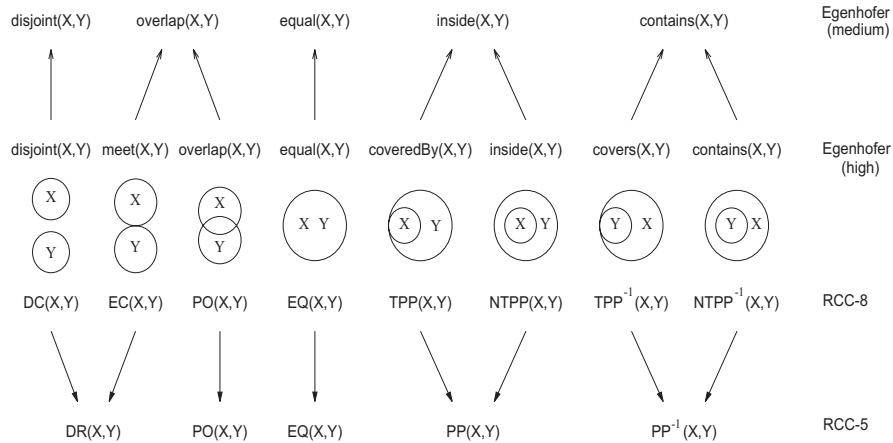 disjoint(X,Y) overlap(X,Y) equal(X,Y) inside(X,Y) contains(X,Y) Egenhofer
(medium)
disjoint(X,Y) meet(X,Y) overlap(X,Y) equal(X,Y) coveredBy(X,Y) inside(X,Y) covers(X,Y) contains(X,Y) Egenhofer
(high)
X X X X Y X Y X Y Y X Y X
Y Y Y
DC(X,Y) EC(X,Y) PO(X,Y) EQ(X,Y) TPP(X,Y) NTPP(X,Y) TPP⁻¹(X,Y) NTPP⁻¹(X,Y) RCC-8
DR(X,Y) PO(X,Y) EQ(X,Y) PP(X,Y) PP⁻¹(X,Y) RCC-5